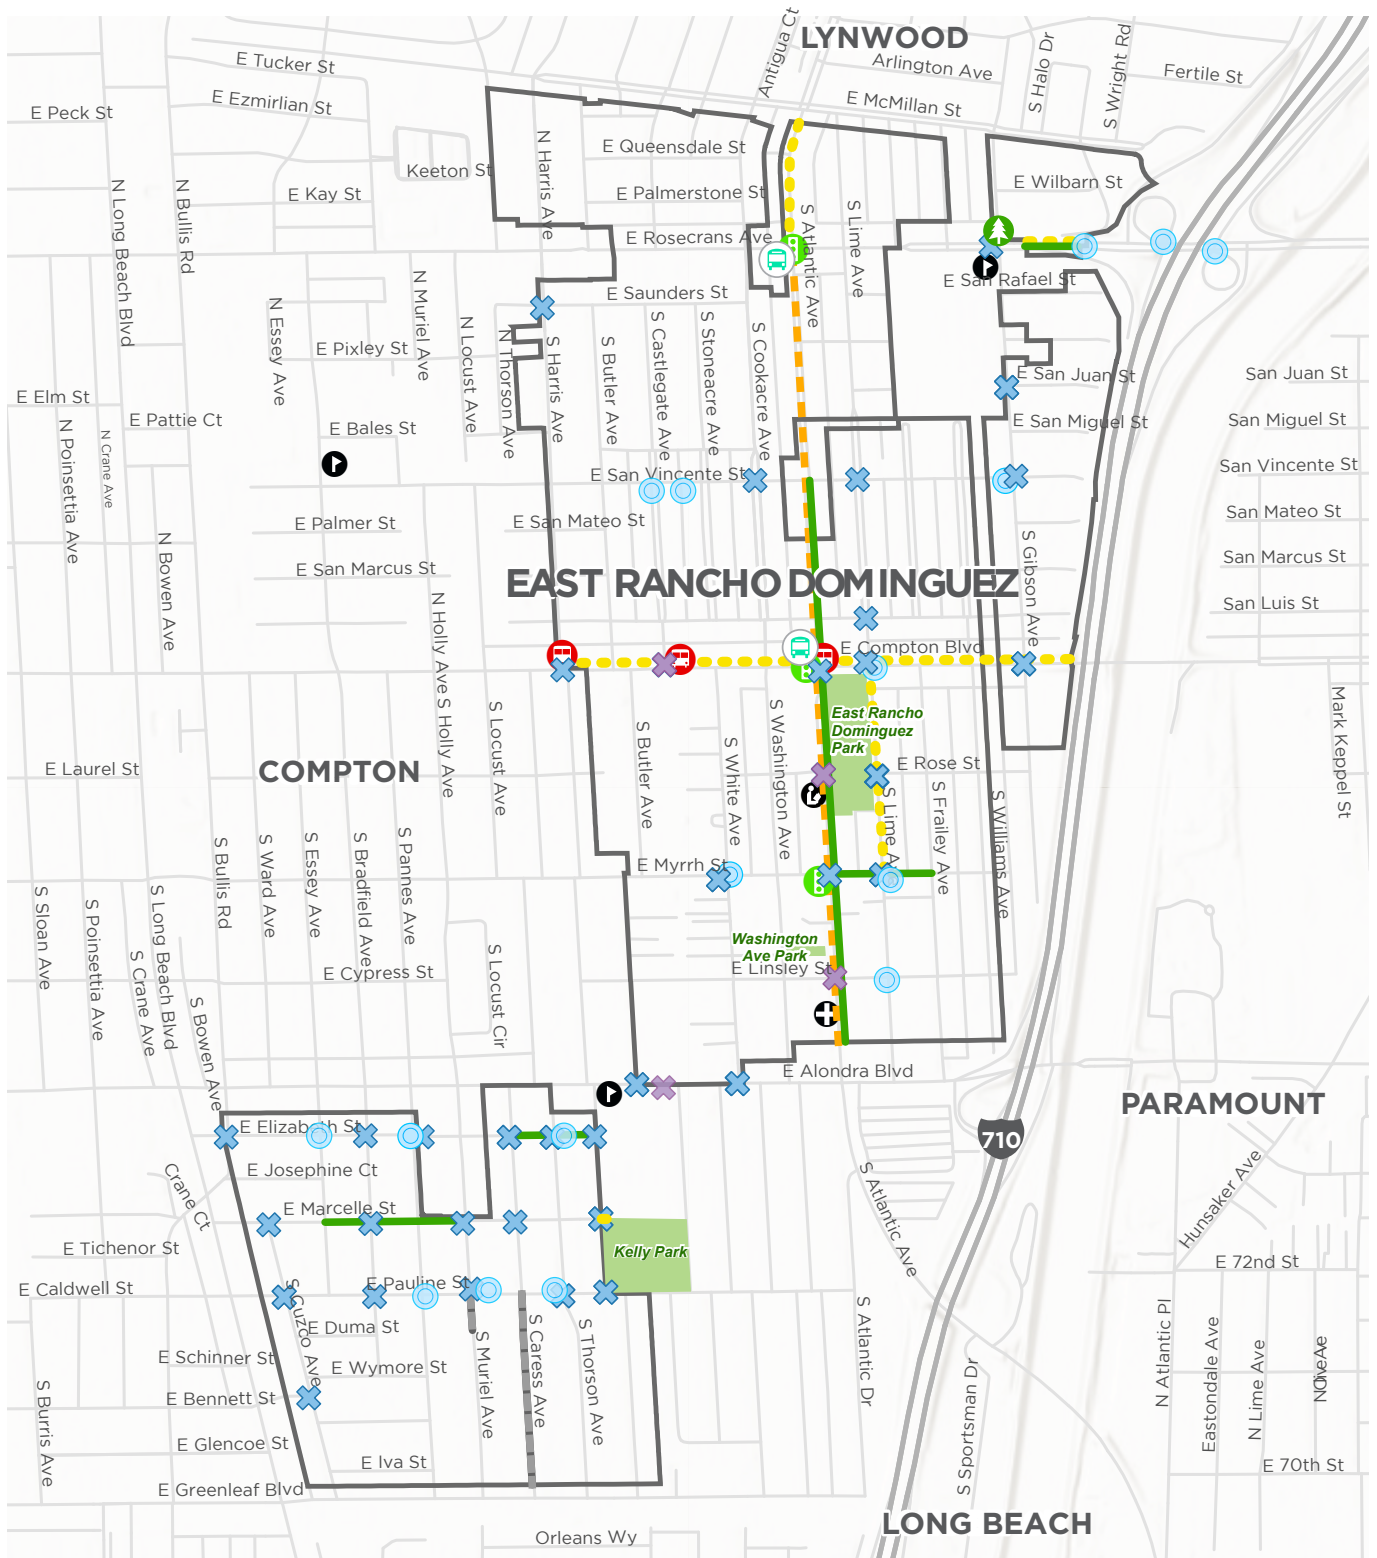 LYNWOOD
Antigua Ct
E Tucker St
Arlington Ave
S Halo Dr
S Wright Rd
Fertile St
E Ezmirlian St
E Peck St
E McMillan St
N Harris Ave
E Queensdale St
Keeton St
E Kay St
E Palmerstone St
E Wilbarn St
N Long Beach Blvd
N Bullis Rd
S Atlantic Ave
S Lime Ave
E Rosecrans Ave
E San Rafael St
E Saunders St
N Essey Ave
N Muriel Ave
N Locust Ave
N Thorson Ave
S Harris Ave
S Butler Ave
S Castlegate Ave
S Stoneacre Ave
S Cookacre Ave
E Pixley St
E San Juan St
San Juan St
E Elm St
E Pattie Ct
E Bales St
E San Miguel St
San Miguel St
N Poinsettia Ave
N Crane Ave
E San Vincente St
San Vincente St
E Palmer St
E San Mateo St
San Mateo St
N Bowen Ave
E San Marcus St
San Marcus St
S Gibson Ave
EAST RANCHO DOMINGUEZ
San Luis St
N Holly Ave
E Compton Blvd
S Holly Ave
S Locust Ave
S Butler Ave
S White Ave
S Washington Ave
East Rancho
Dominguez
Park
Mark Keppel St
E Laurel St
COMPTON
E Rose St
S Lime Ave
S Frailey Ave
S Williams Ave
S Bullis Rd
S Ward Ave
S Essey Ave
S Bradfield Ave
S Pannes Ave
E Myrrh St
S Sloan Ave
S Poinsettia Ave
S Crane Ave
S Long Beach Blvd
S Bowen Ave
S Locust Cir
Washington
Ave Park
E Linsley St
E Cypress St
E Alondra Blvd
PARAMOUNT
710
E Elizabeth St
E Josephine Ct
Crane Ct
E Marcelle St
S Atlantic Ave
Hunsaker Ave
E Tichenor St
Kelly Park
E 72nd St
E Caldwell St
E Pauline St
S Cuzco Ave
E Duma St
S Muriel Ave
S Caress Ave
S Thorson Ave
S Atlantic Dr
N Atlantic Pl
Eastondale Ave
N Lime Ave
E Schinner St
E Wymore St
S Sportsman Dr
S Burris Ave
E Bennett St
E Glencoe St
E Iva St
E 70th St
E Greenleaf Blvd
LONG BEACH
Orleans Wy